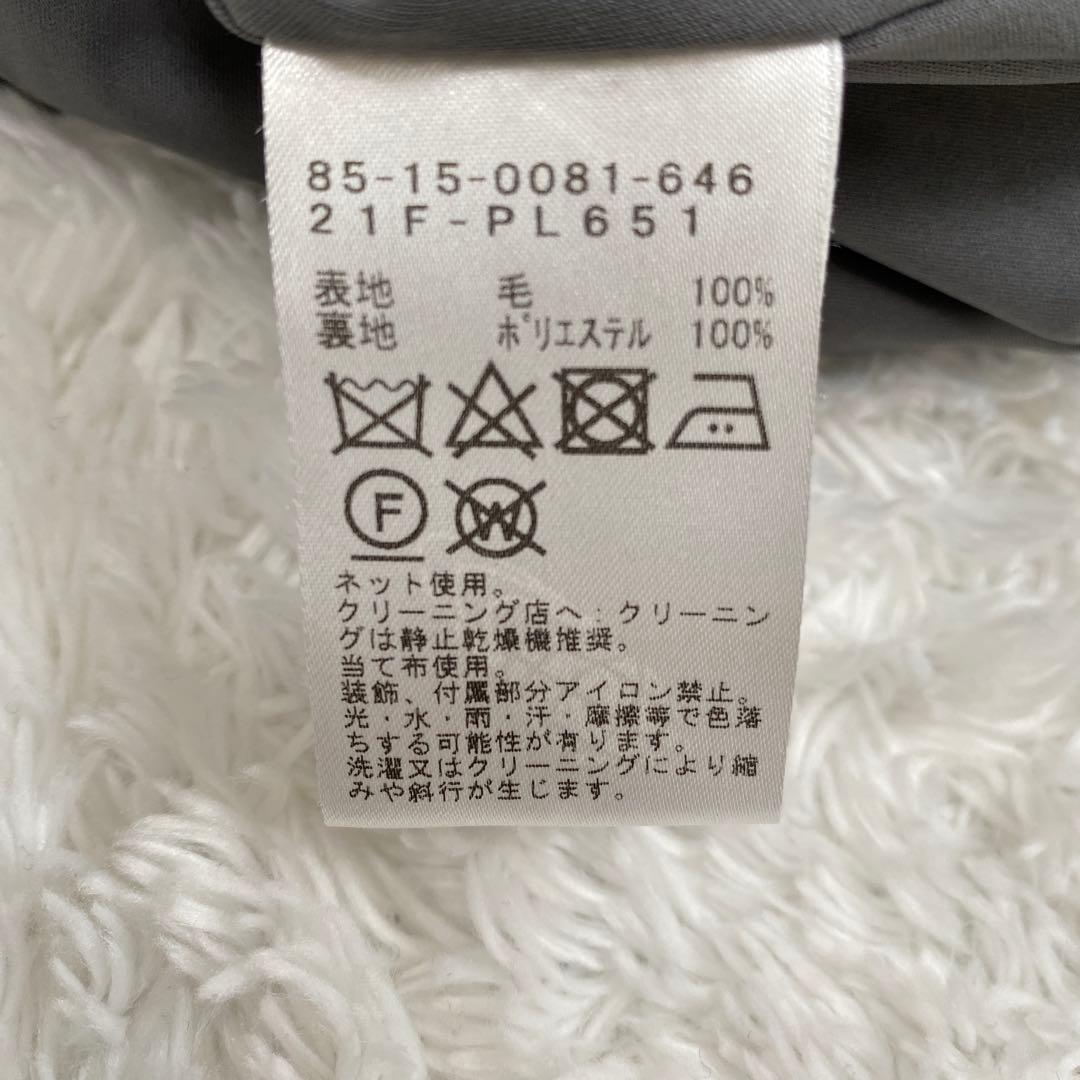 85-15-0081-646
21F-PL651
表地 毛 100%
裏地 ポリエステル 100%
F
W
ネット使用。
クリーニング店へ:クリーニン
グは静止乾燥機推奨。
当て布使用。
装飾、付属部分アイロン禁止。
光・水・雨・汗・摩擦等で色落
ちする可能性が有ります。
洗濯又はクリーニングにより縮
みや斜行が生じます。